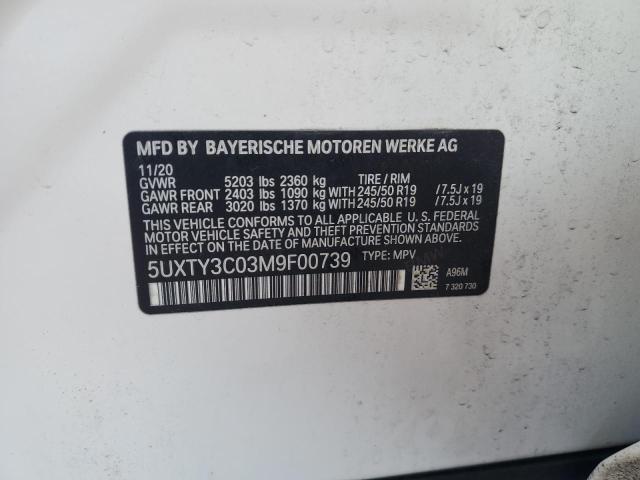 MFD BY BAYERISCHE MOTOREN WERKE AG
11/20
GVWR 5203 lbs 2360 kg TIRE / RIM
GAWR FRONT 2403 lbs 1090 kg WITH 245/50 R19 /7.5J x 19
GAWR REAR 3020 lbs 1370 kg WITH 245/50 R19 /7.5J x 19
THIS VEHICLE CONFORMS TO ALL APPLICABLE U. S. FEDERAL
MOTOR VEHICLE SAFETY AND THEFT PREVENTION STANDARDS
IN EFFECT ON THE DATE OF MANUFACTURE SHOWN ABOVE.
5UXTY3C03M9F00739 TYPE: MPV
A96M
7 320 730